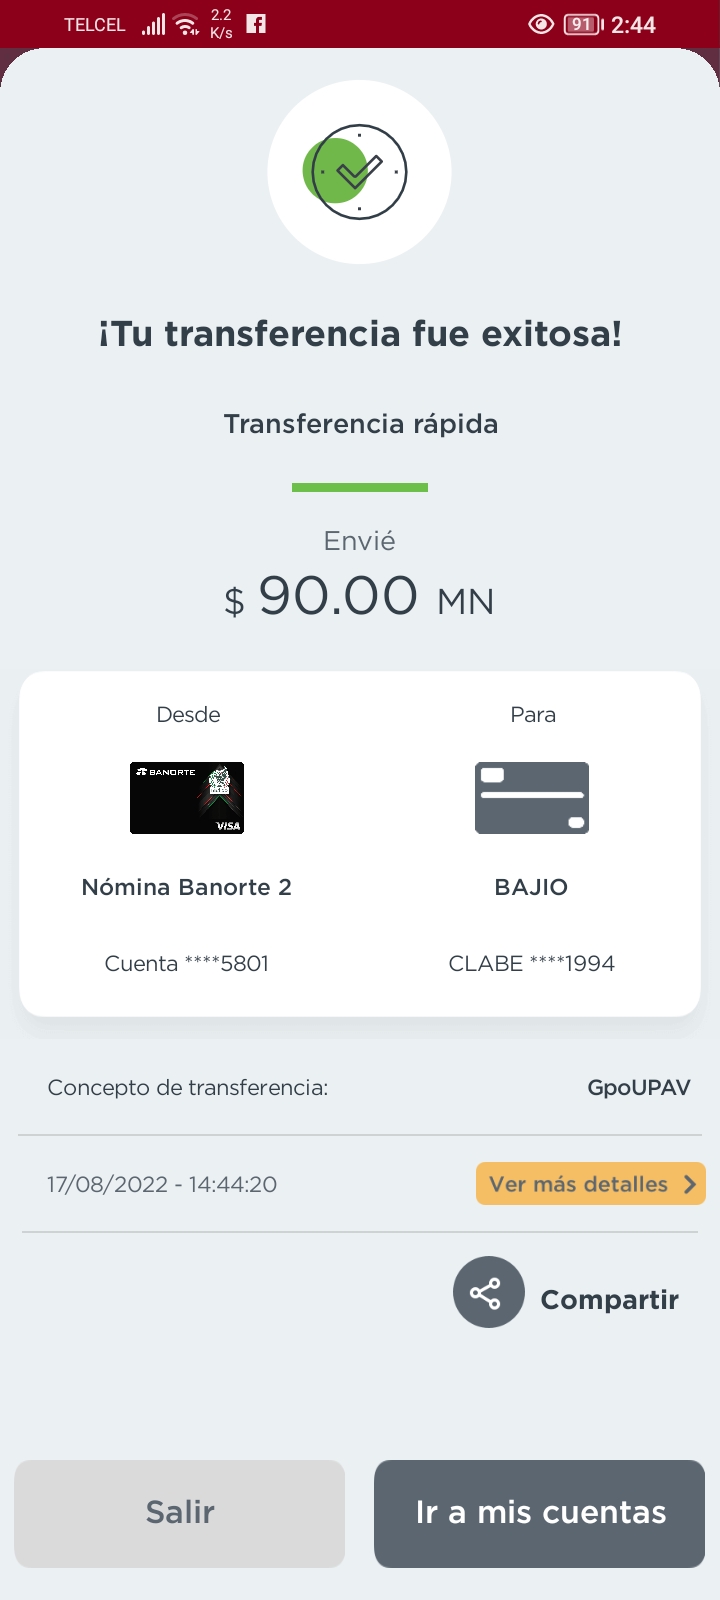 TELCEL 2.2 K/s 91 2:44
¡Tu transferencia fue exitosa!
Transferencia rápida
Envié
$ 90.00 MN
Desde Para
BANORTE
VISA
Nómina Banorte 2 BAJIO
Cuenta ****5801 CLABE ****1994
Concepto de transferencia: GpoUPAV
17/08/2022 - 14:44:20 Ver más detalles
Compartir
Salir Ir a mis cuentas